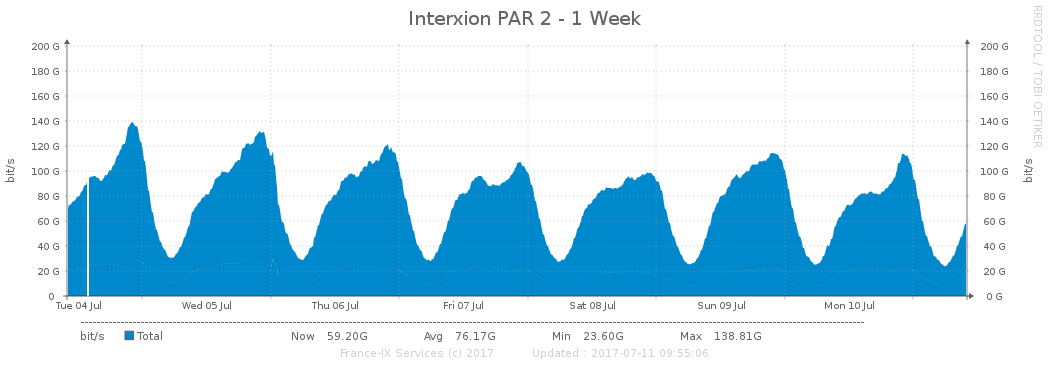 Interxion PAR 2 - 1 Week
RRDTOOL / TOBI OETIKER
200 G 200 G
180 G 180 G
160 G 160 G
140 G 140 G
120 G 120 G
100 G 100 G
80 G 80 G
60 G 60 G
40 G 40 G
20 G 20 G
0 0 G
bit/s
bit/s
Tue 04 Jul Wed 05 Jul Thu 06 Jul Fri 07 Jul Sat 08 Jul Sun 09 Jul Mon 10 Jul
bit/s Total Now 59.20G Avg 76.17G Min 23.60G Max 138.81G
France-IX Services (c) 2017 Updated : 2017-07-11 09:55:06